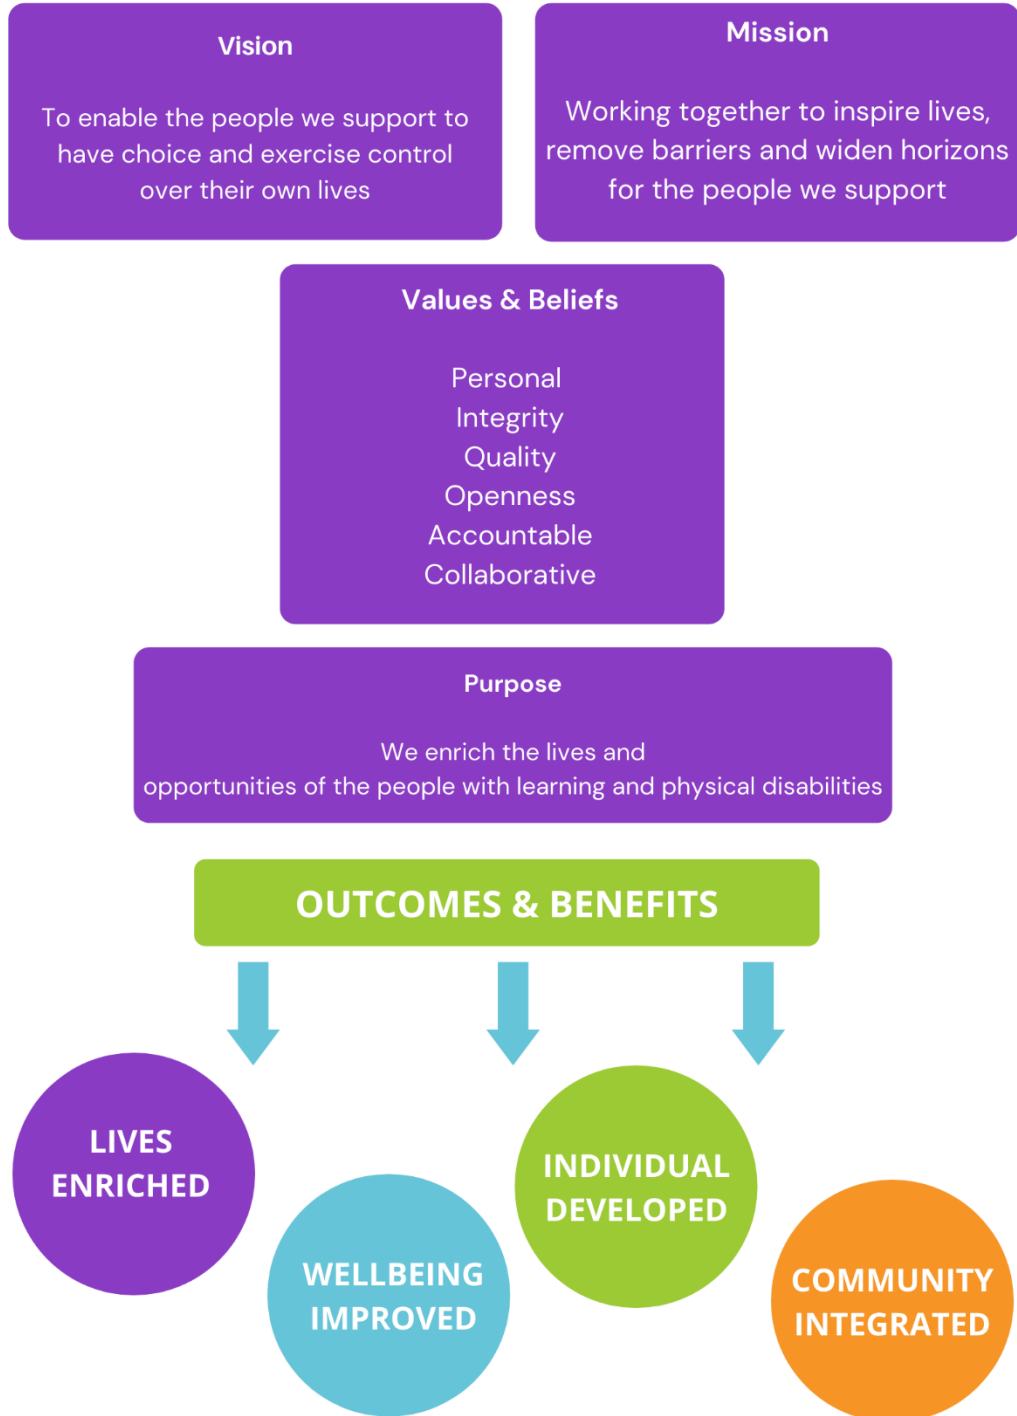 Vision
To enable the people we support to
have choice and exercise control
over their own lives
Mission
Working together to inspire lives,
remove barriers and widen horizons
for the people we support
Values & Beliefs
Personal
Integrity
Quality
Openness
Accountable
Collaborative
Purpose
We enrich the lives and
opportunities of the people with learning and physical disabilities
OUTCOMES & BENEFITS
LIVES
ENRICHED
WELLBEING
IMPROVED
INDIVIDUAL
DEVELOPED
COMMUNITY
INTEGRATED